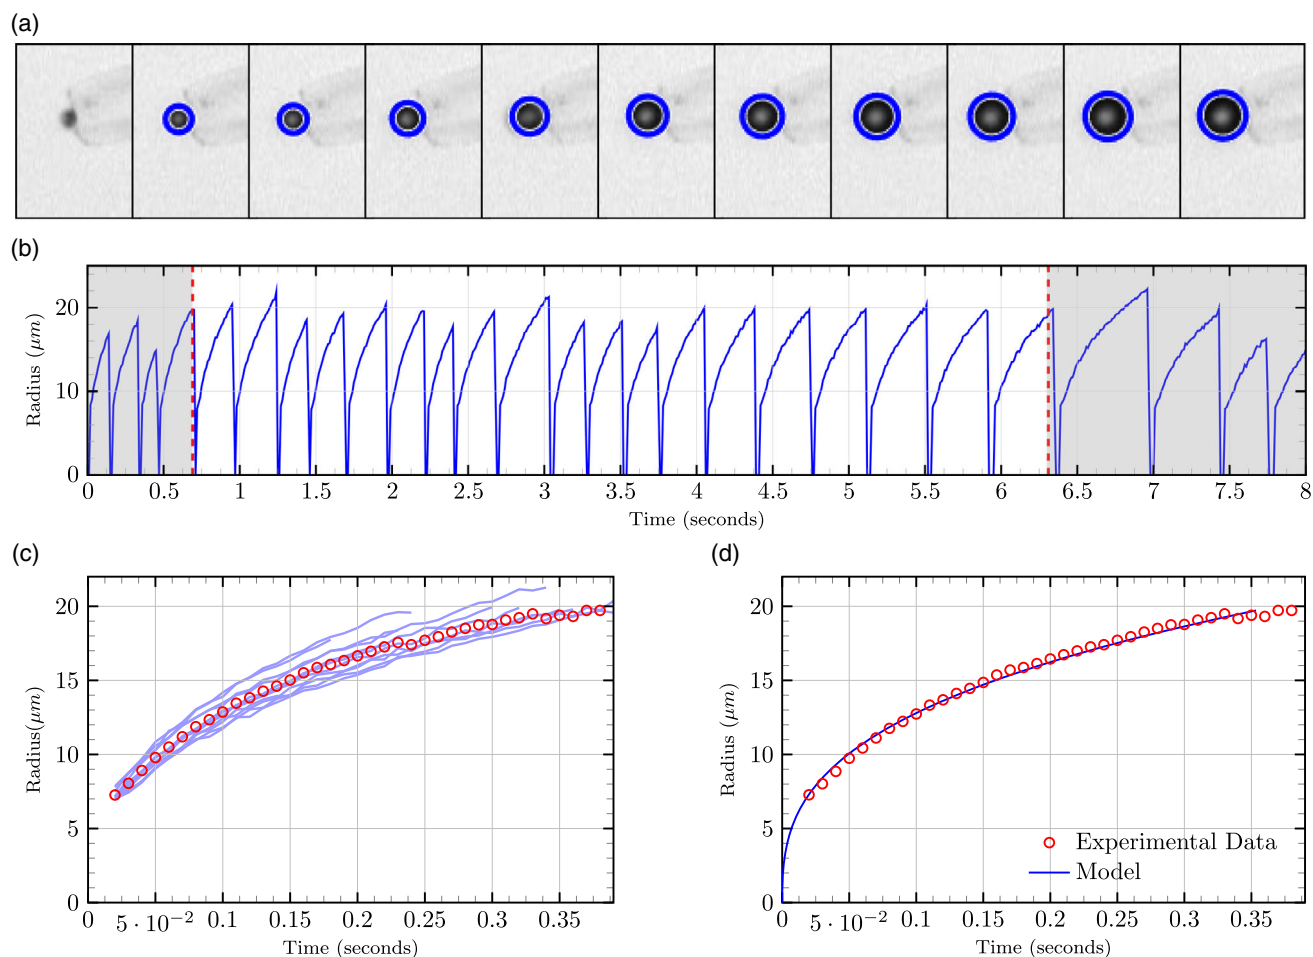 (a)
(b)
20
10
0
Radius (μm)
0 0.5 1 1.5 2 2.5 3 3.5 4 4.5 5 5.5 6 6.5 7 7.5 8
Time (seconds)
(c)
20
15
10
5
0
Radius(μm)
0 5 · 10⁻² 0.1 0.15 0.2 0.25 0.3 0.35
Time (seconds)
(d)
20
15
10
5
0
Radius (μm)
Experimental Data
Model
0 5 · 10⁻² 0.1 0.15 0.2 0.25 0.3 0.35
Time (seconds)